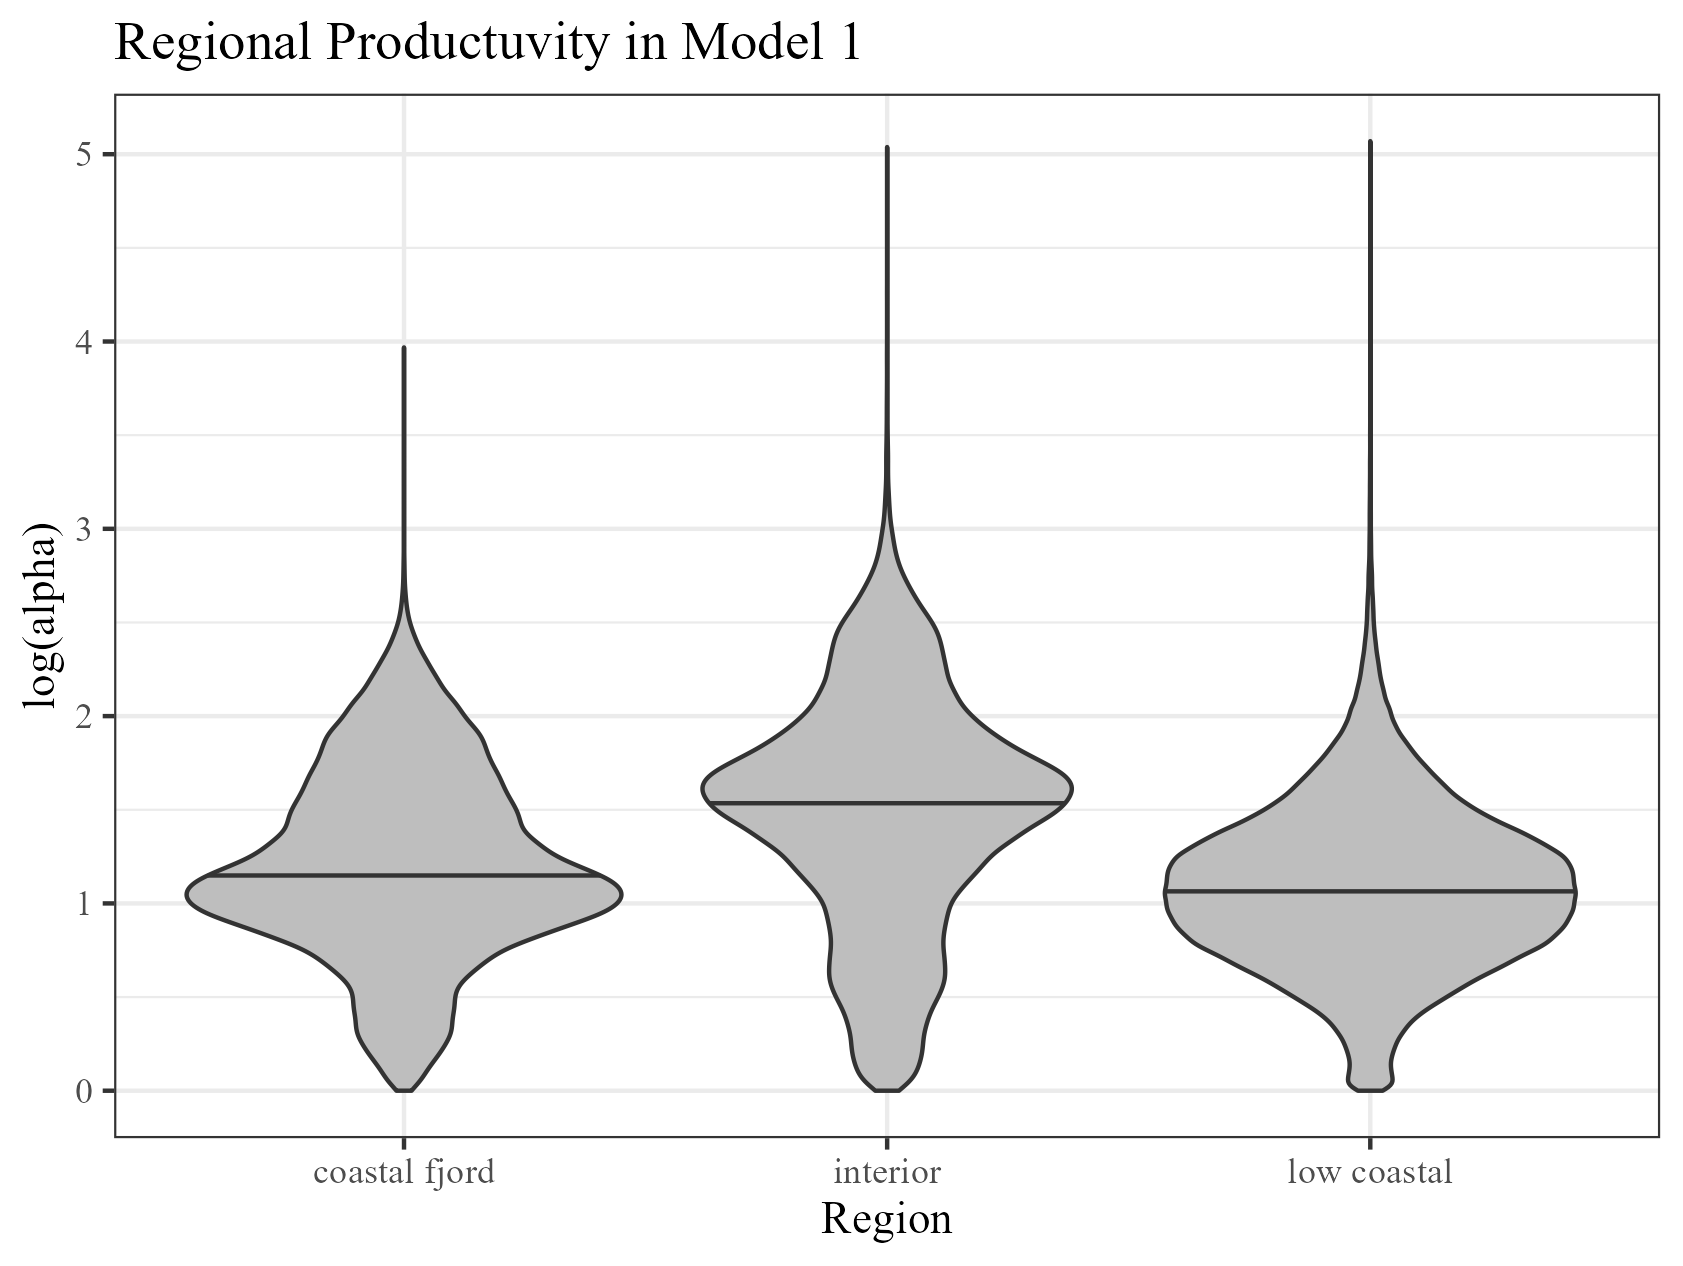 Regional Productuvity in Model 1
5
4
3
2
1
0
log(alpha)
coastal fjord interior low coastal
Region